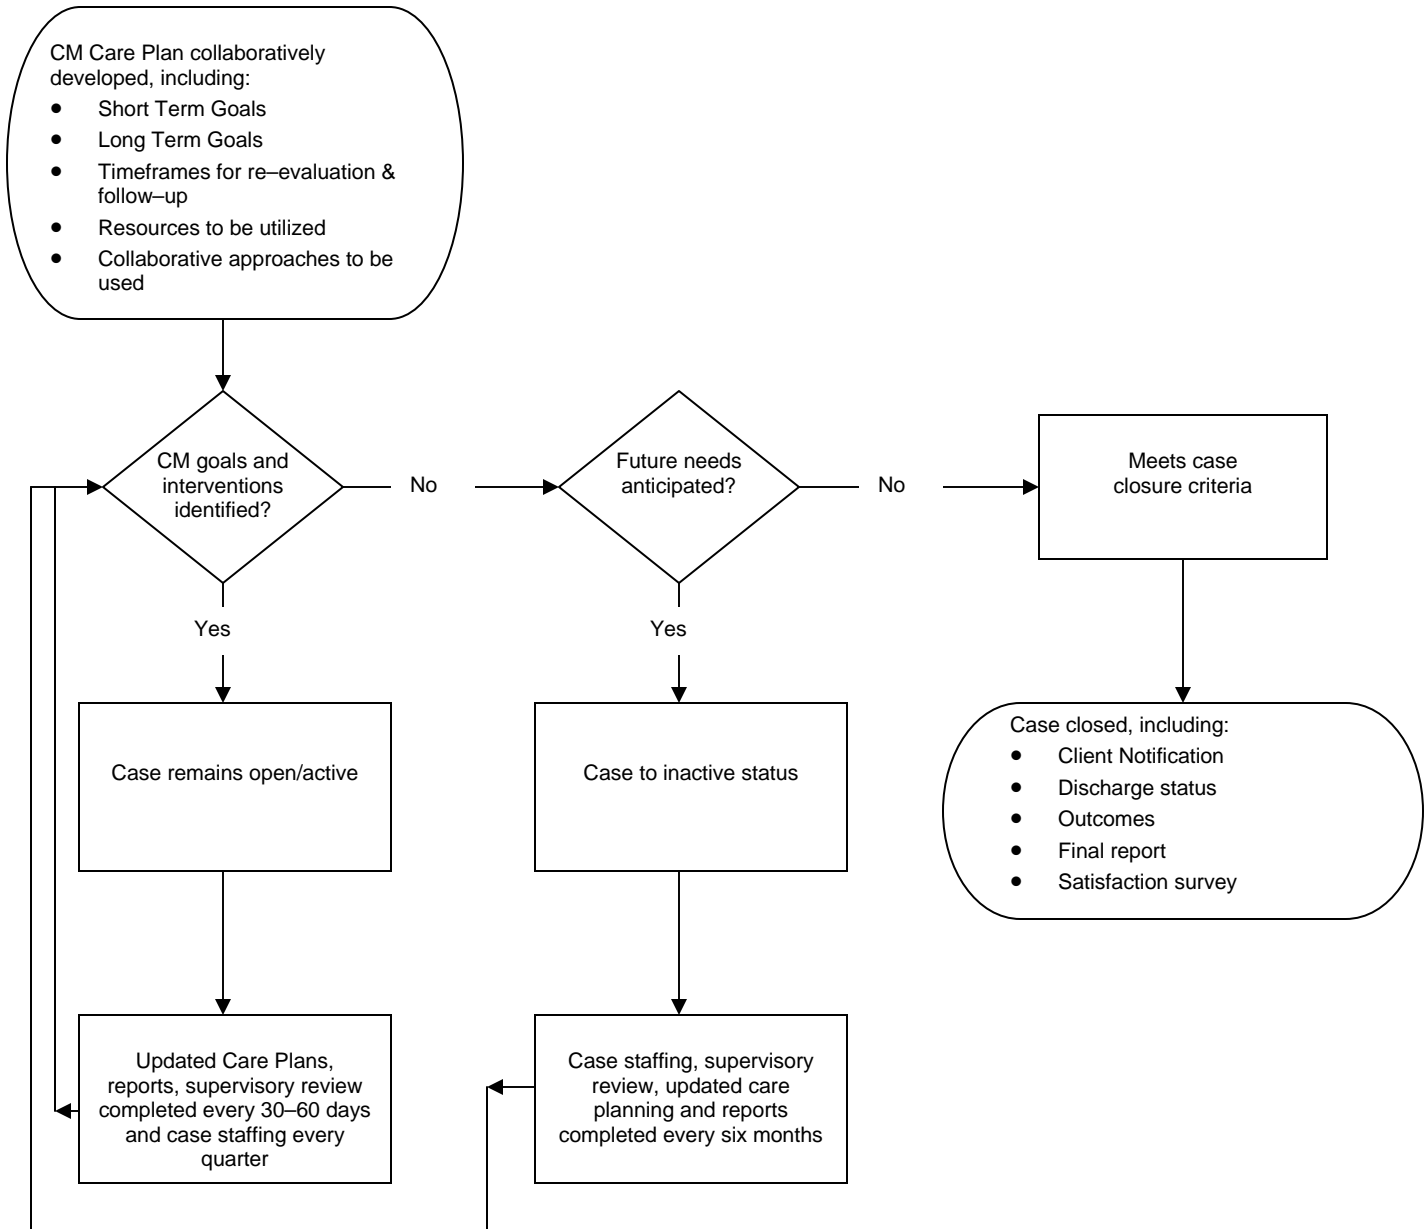 CM Care Plan collaboratively
developed, including:
● Short Term Goals
● Long Term Goals
● Timeframes for re–evaluation &
follow–up
● Resources to be utilized
● Collaborative approaches to be
used
CM goals and
interventions
identified?
No
Future needs
anticipated?
No
Meets case
closure criteria
Yes
Yes
Case remains open/active
Case to inactive status
Case closed, including:
● Client Notification
● Discharge status
● Outcomes
● Final report
● Satisfaction survey
Updated Care Plans,
reports, supervisory review
completed every 30–60 days
and case staffing every
quarter
Case staffing, supervisory
review, updated care
planning and reports
completed every six months